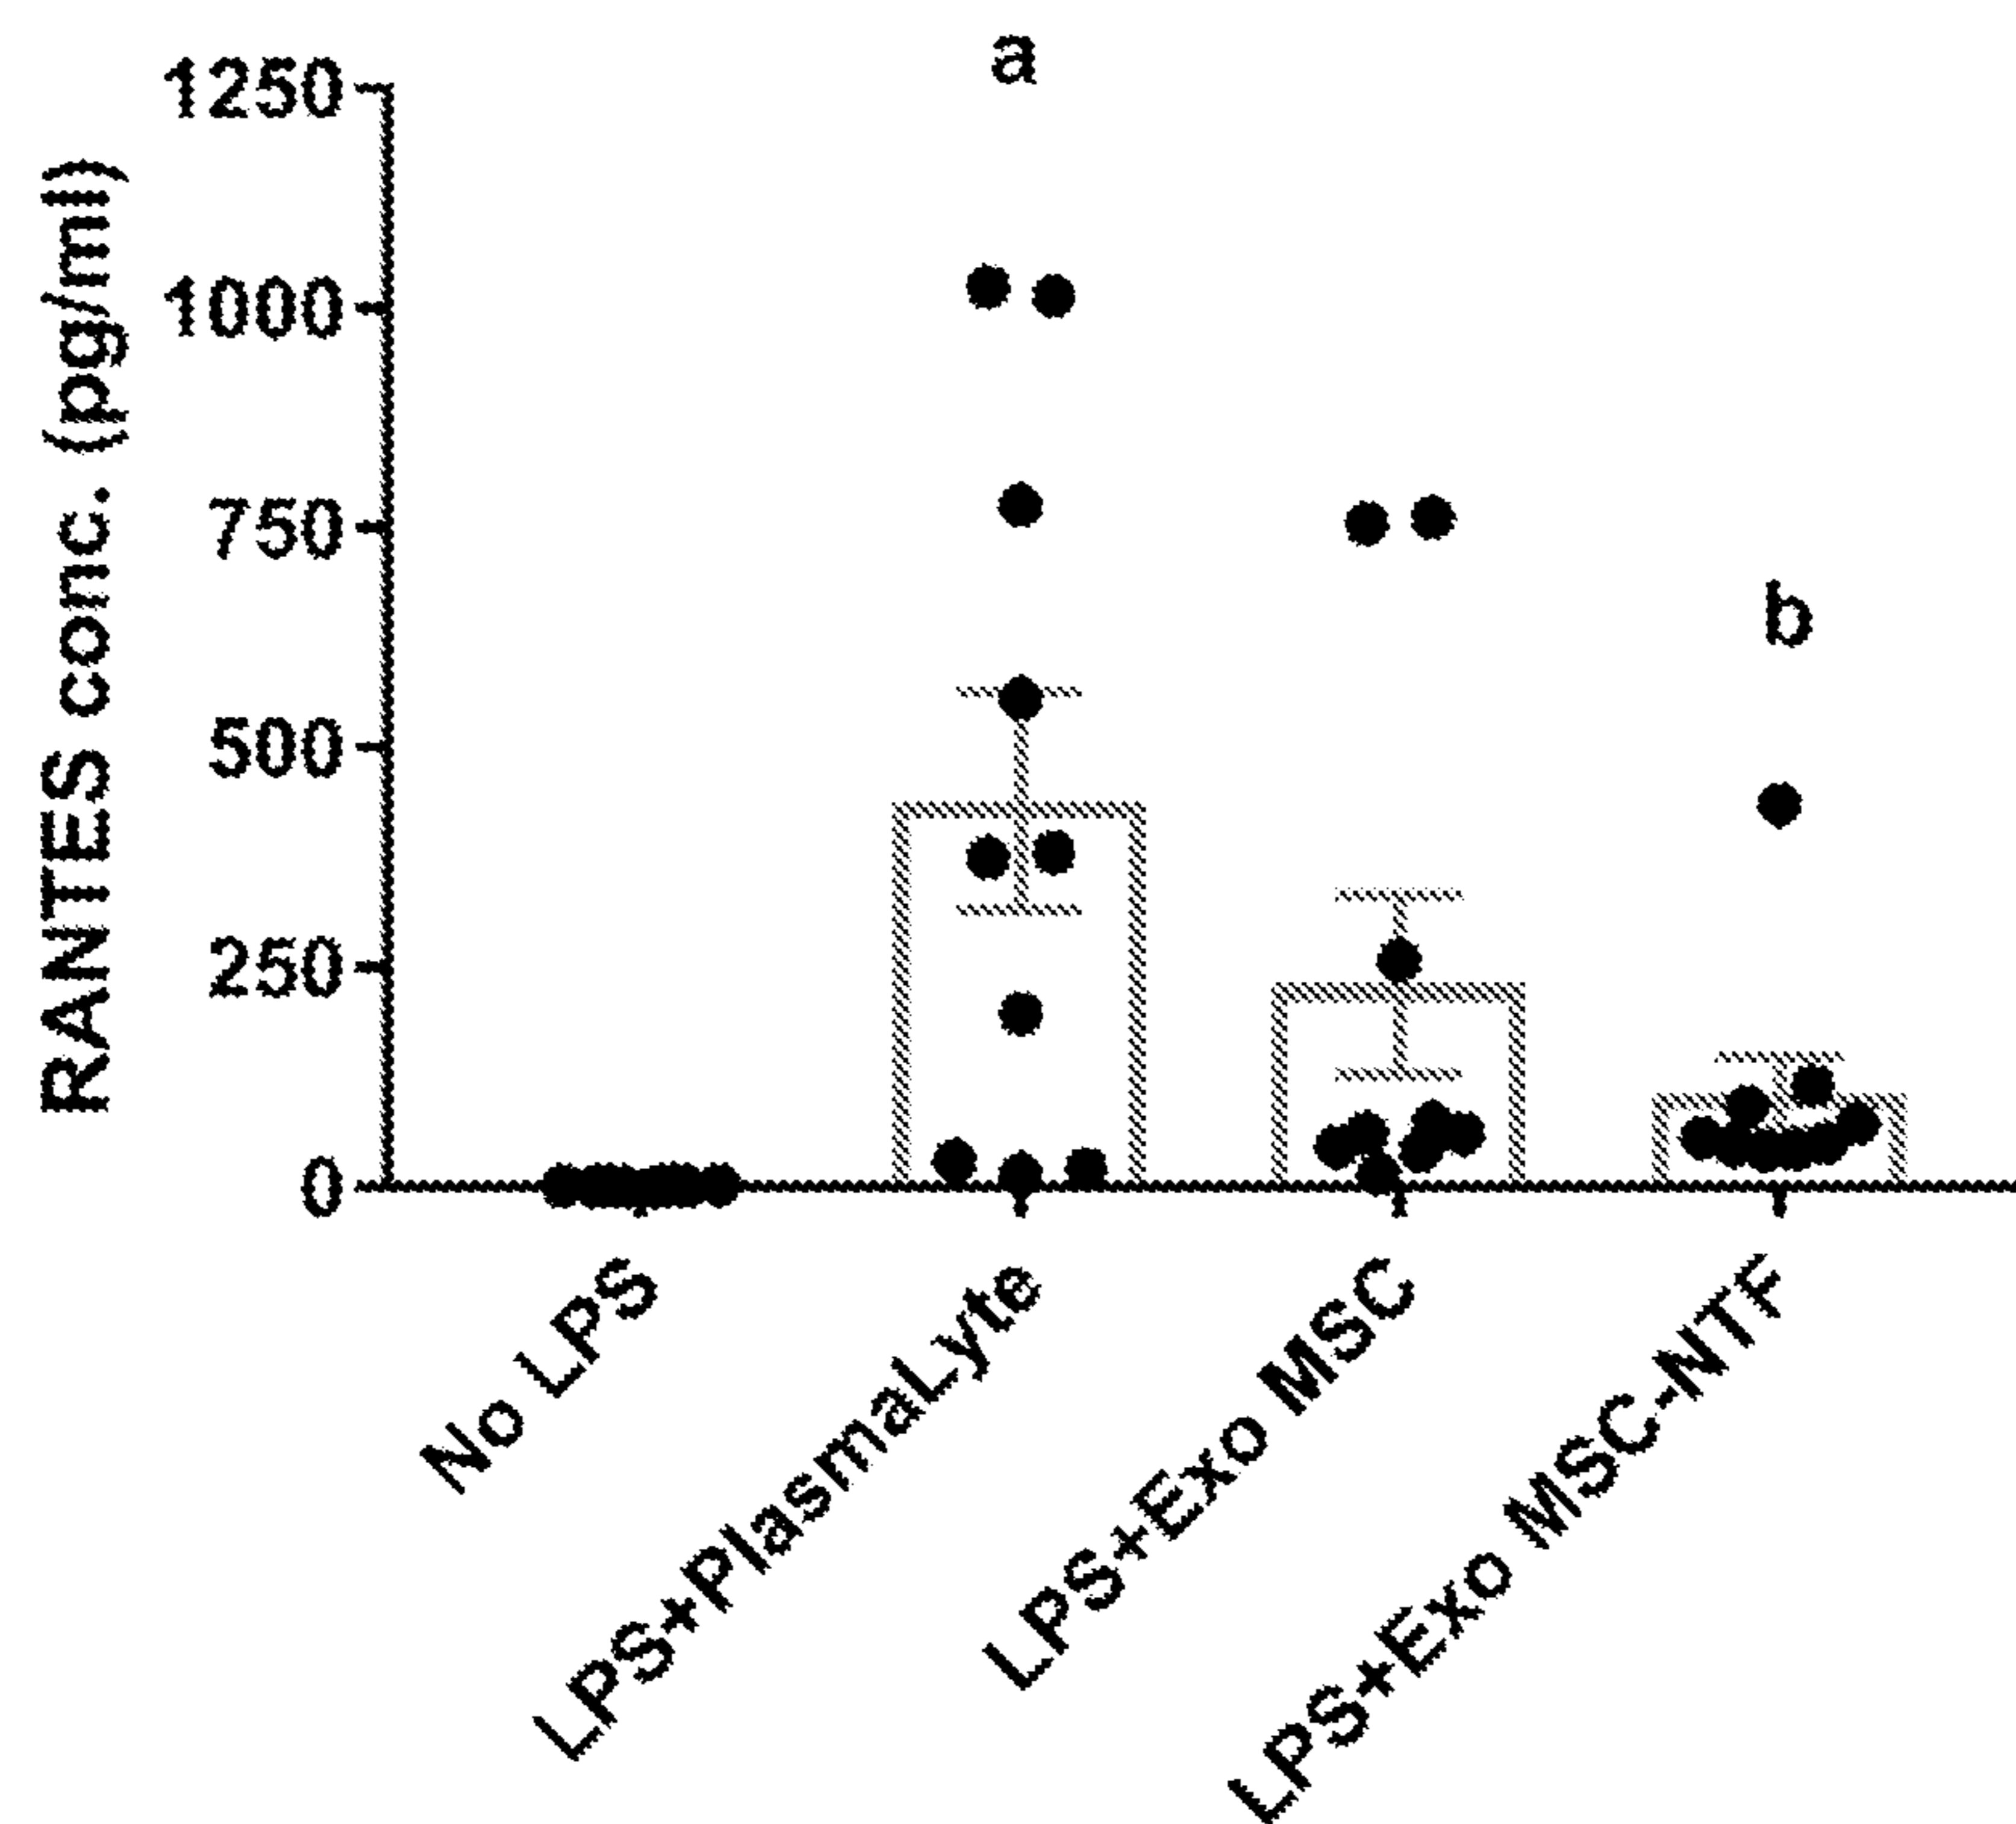 a
1250
1000
750
500
250
0
RANTES conc. (pg/ml)
b
No LPS
LPS+PlasmaLyte
LPS+Exo MSC
LPS+Exo MSC-NTF